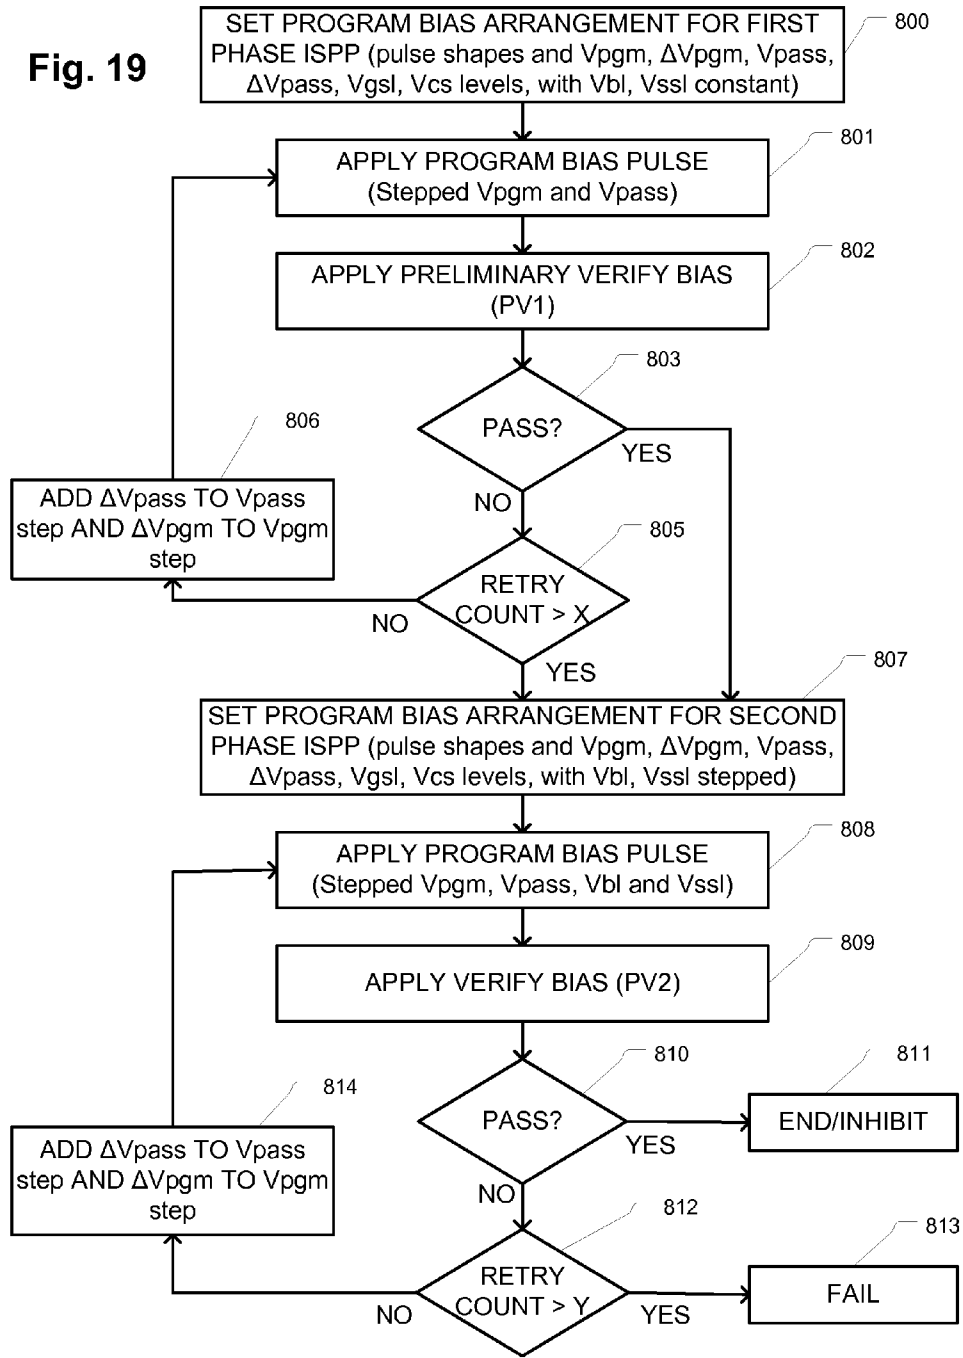 Fig. 19
SET PROGRAM BIAS ARRANGEMENT FOR FIRST
PHASE ISPP (pulse shapes and Vpgm, ΔVpgm, Vpass,
ΔVpass, Vgsl, Vcs levels, with Vbl, Vssl constant)
800
801
APPLY PROGRAM BIAS PULSE
(Stepped Vpgm and Vpass)
802
APPLY PRELIMINARY VERIFY BIAS
(PV1)
803
PASS?
YES
NO
806
ADD ΔVpass TO Vpass
step AND ΔVpgm TO Vpgm
step
805
RETRY
COUNT > X
NO
YES
807
SET PROGRAM BIAS ARRANGEMENT FOR SECOND
PHASE ISPP (pulse shapes and Vpgm, ΔVpgm, Vpass,
ΔVpass, Vgsl, Vcs levels, with Vbl, Vssl stepped)
808
APPLY PROGRAM BIAS PULSE
(Stepped Vpgm, Vpass, Vbl and Vssl)
809
APPLY VERIFY BIAS (PV2)
810
PASS?
YES
NO
811
END/INHIBIT
814
ADD ΔVpass TO Vpass
step AND ΔVpgm TO Vpgm
step
812
RETRY
COUNT > Y
NO
YES
813
FAIL